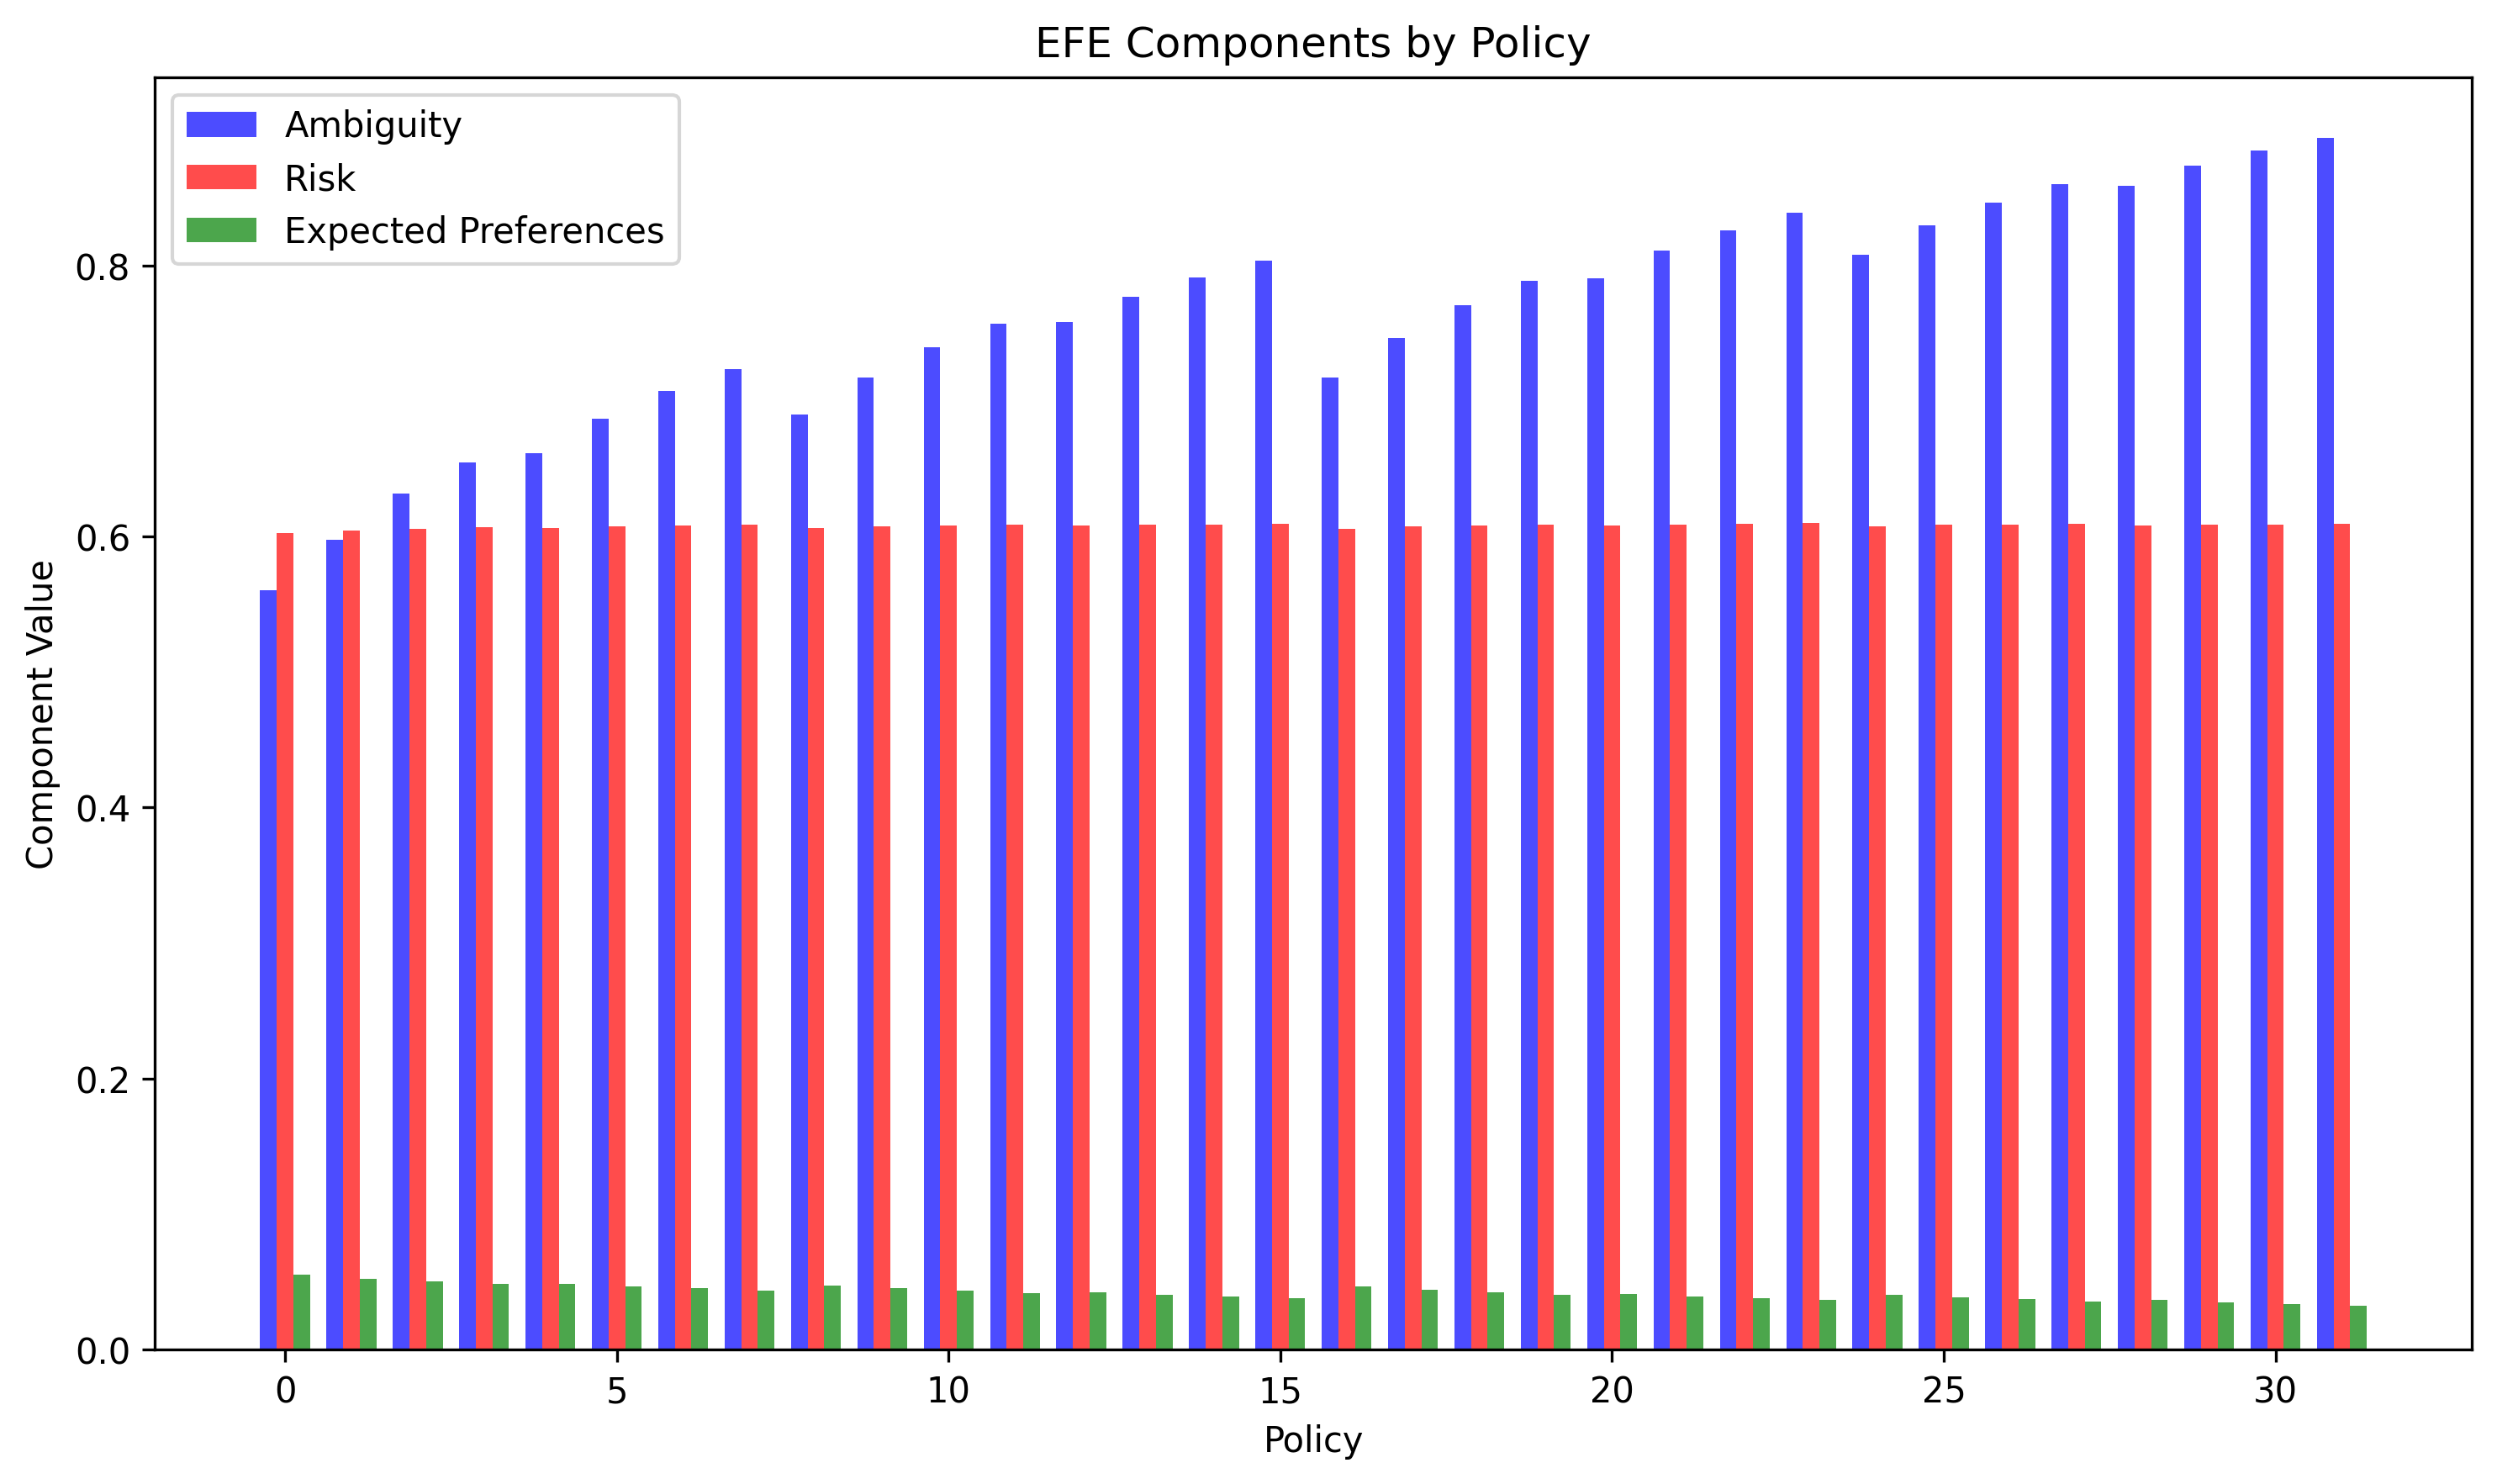 EFE Components by Policy
Ambiguity
Risk
Expected Preferences
Component Value
0.8
0.6
0.4
0.2
0.0
0 5 10 15 20 25 30
Policy